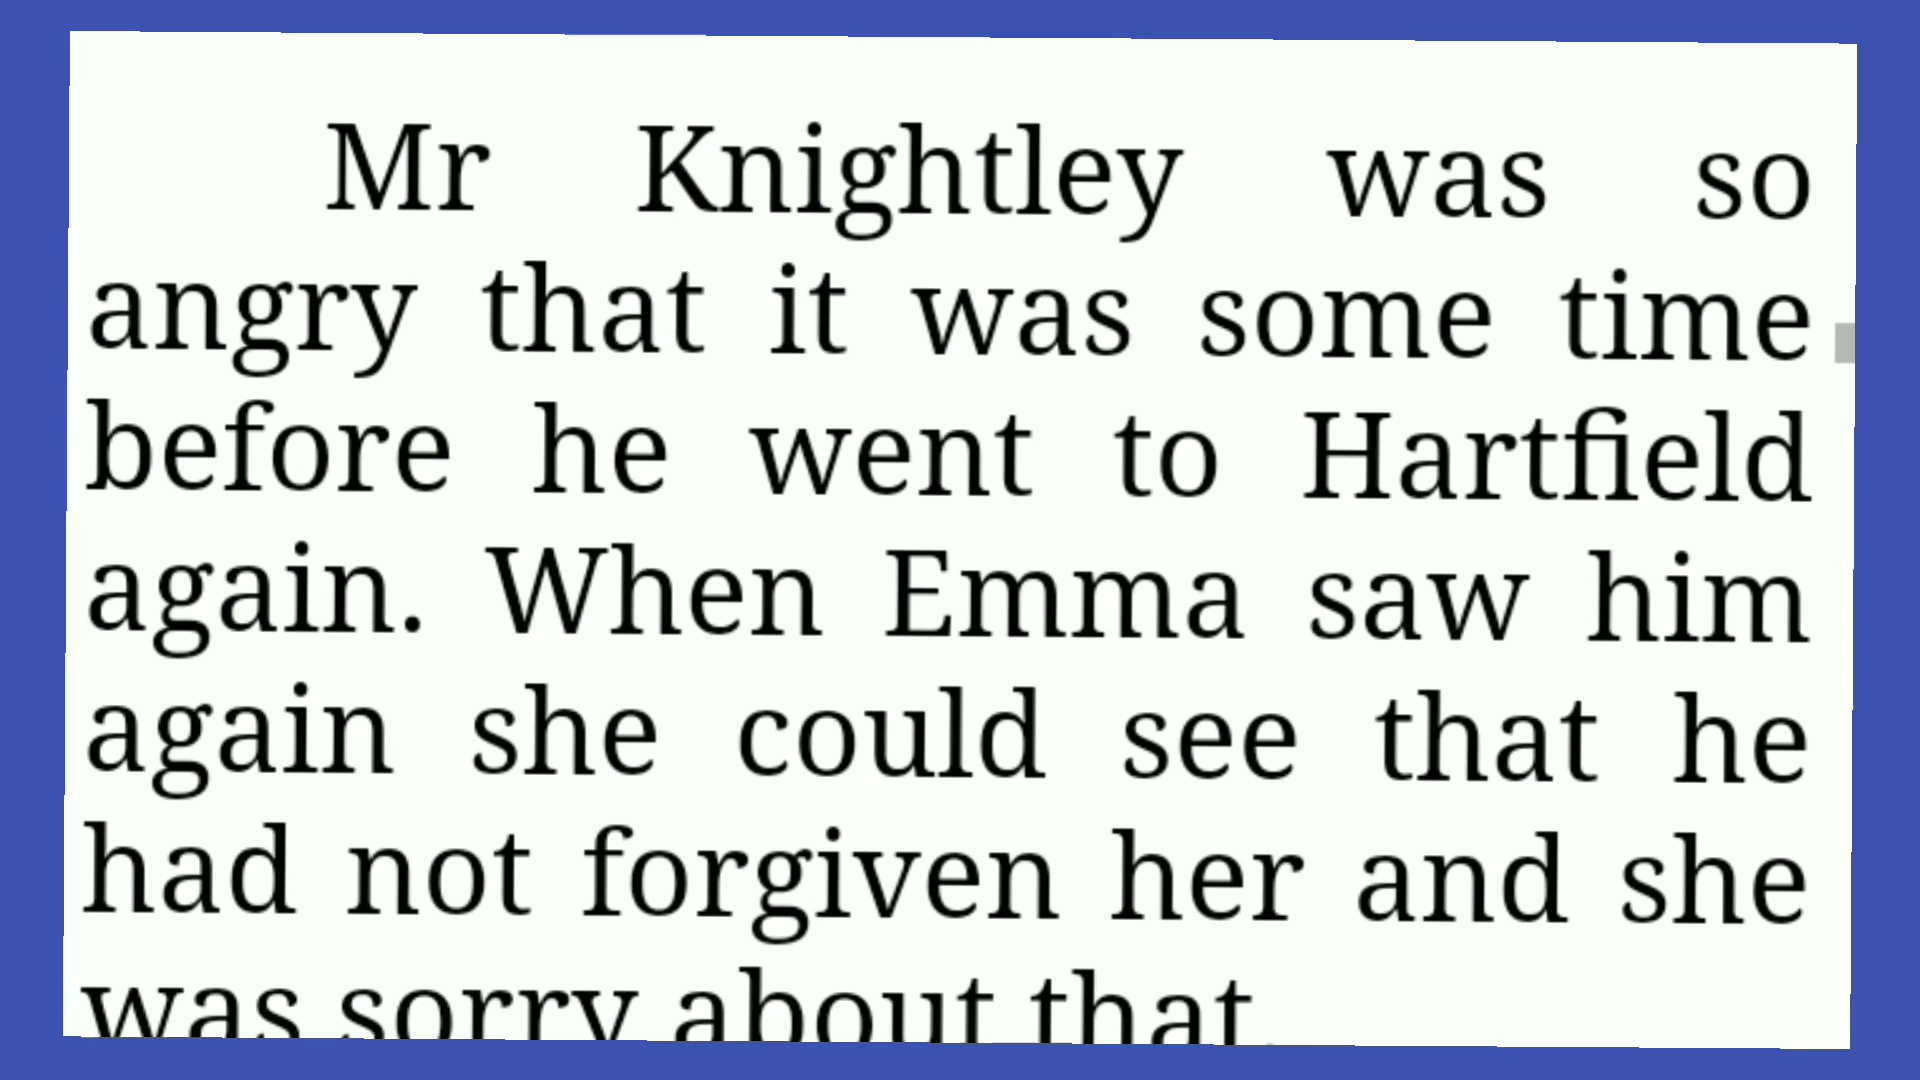 Mr Knightley was so
angry that it was some time
before he went to Hartfield
again. When Emma saw him
again she could see that he
had not forgiven her and she
was sorry about that.